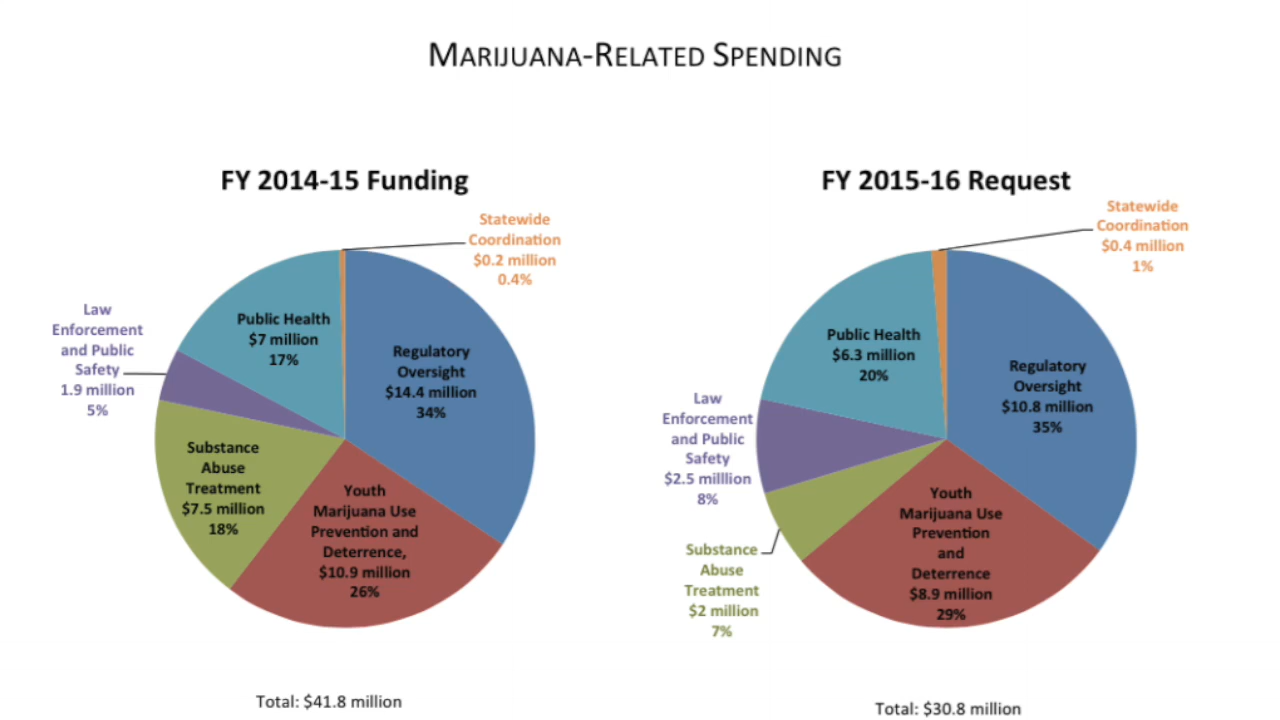 MARIJUANA-RELATED SPENDING
FY 2014-15 Funding
Statewide
Coordination
$0.2 million
0.4%
Law
Enforcement
and Public
Safety
1.9 million
5%
Public Health
$7 million
17%
Regulatory
Oversight
$14.4 million
34%
Substance
Abuse
Treatment
$7.5 million
18%
Youth
Marijuana Use
Prevention and
Deterrence,
$10.9 million
26%
Total: $41.8 million
FY 2015-16 Request
Statewide
Coordination
$0.4 million
1%
Public Health
$6.3 million
20%
Regulatory
Oversight
$10.8 million
35%
Law
Enforcement
and Public
Safety
$2.5 milllion
8%
Youth
Marijuana Use
Prevention
and
Deterrence
$8.9 million
29%
Substance
Abuse
Treatment
$2 million
7%
Total: $30.8 million